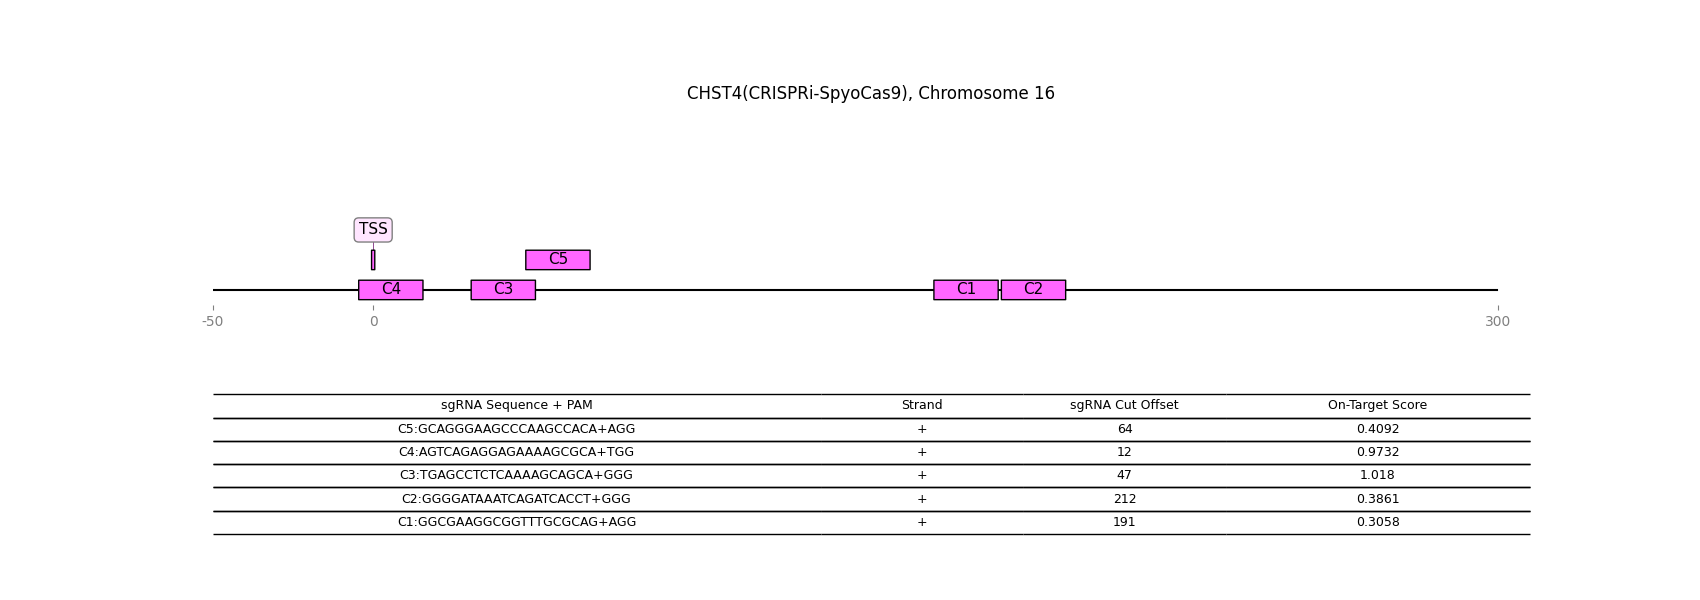 CHST4(CRISPRi-SpyoCas9), Chromosome 16
TSS
C5
C4 C3 C1 C2
-50 0 300
sgRNA Sequence + PAM Strand sgRNA Cut Offset On-Target Score
C5:GCAGGGAAGCCCAAGCCACA+AGG + 64 0.4092
C4:AGTCAGAGGAGAAAAGCGCA+TGG + 12 0.9732
C3:TGAGCCTCTCAAAAGCAGCA+GGG + 47 1.018
C2:GGGGATAAATCAGATCACCT+GGG + 212 0.3861
C1:GGCGAAGGCGGTTTGCGCAG+AGG + 191 0.3058